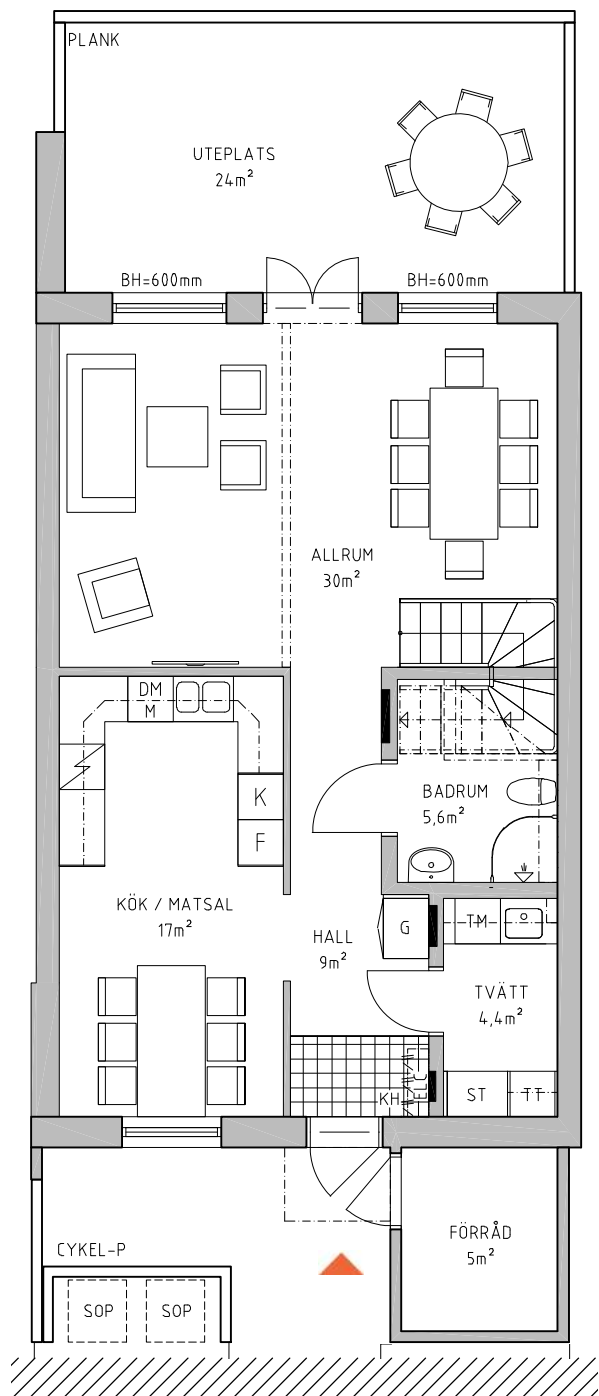 PLANK
UTEPLATS
24m²
BH=600mm
BH=600mm
ALLRUM
30m²
DM
M
K
F
BADRUM
5,6m²
KÖK / MATSAL
17m²
HALL
9m²
G
TM
TVÄTT
4,4m²
KH
ELC
ST
TT
FÖRRÅD
5m²
CYKEL-P
SOP
SOP